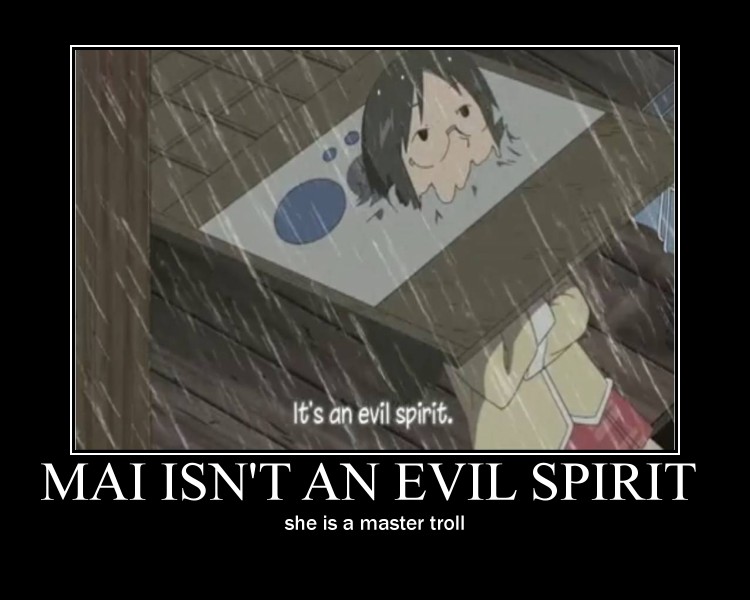 It's an evil spirit.
MAI ISN'T AN EVIL SPIRIT
she is a master troll